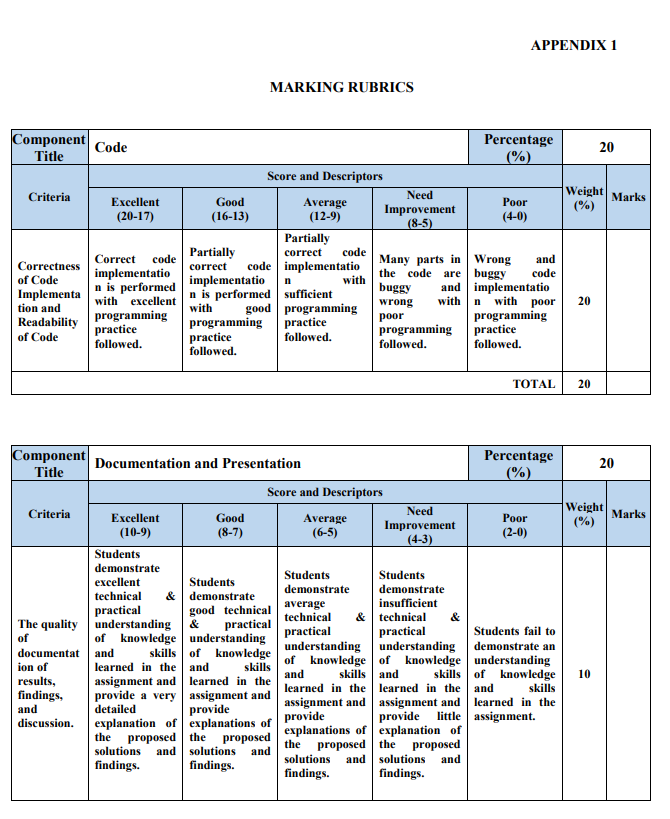 APPENDIX 1
MARKING RUBRICS
Component Title
Code
Percentage (%)
20
Criteria
Score and Descriptors
Weight (%)
Marks
Excellent
(20-17)
Good
(16-13)
Average
(12-9)
Need
Improvement
(8-5)
Poor
(4-0)
Correctness
of Code
Implementa
tion and
Readability
of Code
Correct code
implementatio
n is performed
with excellent
programming
practice
followed.
Partially
correct code
implementatio
n is performed
with good
programming
practice
followed.
Partially
correct code
implementatio
n with
sufficient
programming
practice
followed.
Many parts in
the code are
buggy and
wrong with
poor
programming
followed.
Wrong and
buggy code
implementatio
n with poor
programming
practice
followed.
20
TOTAL
20
Component Title
Documentation and Presentation
Percentage (%)
20
Criteria
Score and Descriptors
Weight (%)
Marks
Excellent
(10-9)
Good
(8-7)
Average
(6-5)
Need
Improvement
(4-3)
Poor
(2-0)
The quality
of
documentat
ion of
results,
findings,
and
discussion.
Students
demonstrate
excellent
technical &
practical
understanding
of knowledge
and skills
learned in the
assignment and
provide a very
detailed
explanation of
the proposed
solutions and
findings.
Students
demonstrate
good technical
& practical
understanding
of knowledge
and skills
learned in the
assignment and
provide
explanations of
the proposed
solutions and
findings.
Students
demonstrate
average
technical &
practical
understanding
of knowledge
and skills
learned in the
assignment and
provide
explanations of
the proposed
solutions and
findings.
Students
demonstrate
insufficient
technical &
practical
understanding
of knowledge
and skills
learned in the
assignment and
provide little
explanation of
the proposed
solutions and
findings.
Students fail to
demonstrate an
understanding
of knowledge
and skills
learned in the
assignment.
10